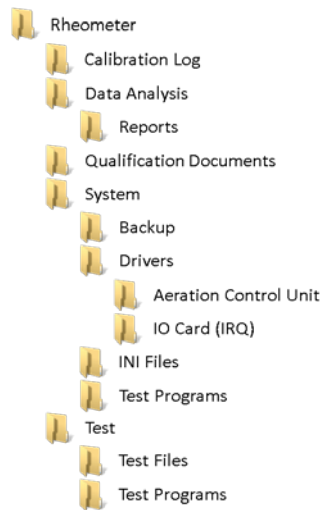 Rheometer
Calibration Log
Data Analysis
Reports
Qualification Documents
System
Backup
Drivers
Aeration Control Unit
IO Card (IRQ)
INI Files
Test Programs
Test
Test Files
Test Programs